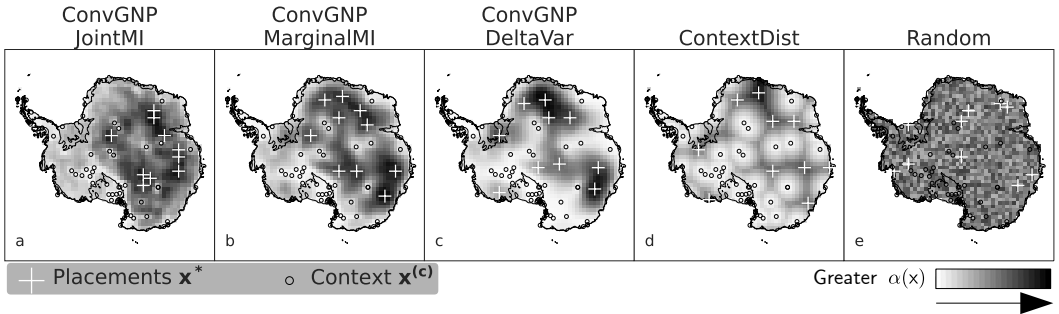 ConvGNP
JointMI
ConvGNP
MarginalMI
ConvGNP
DeltaVar
ContextDist
Random
a
b
c
d
e
Placements x*
Context x(c)
Greater α(x)